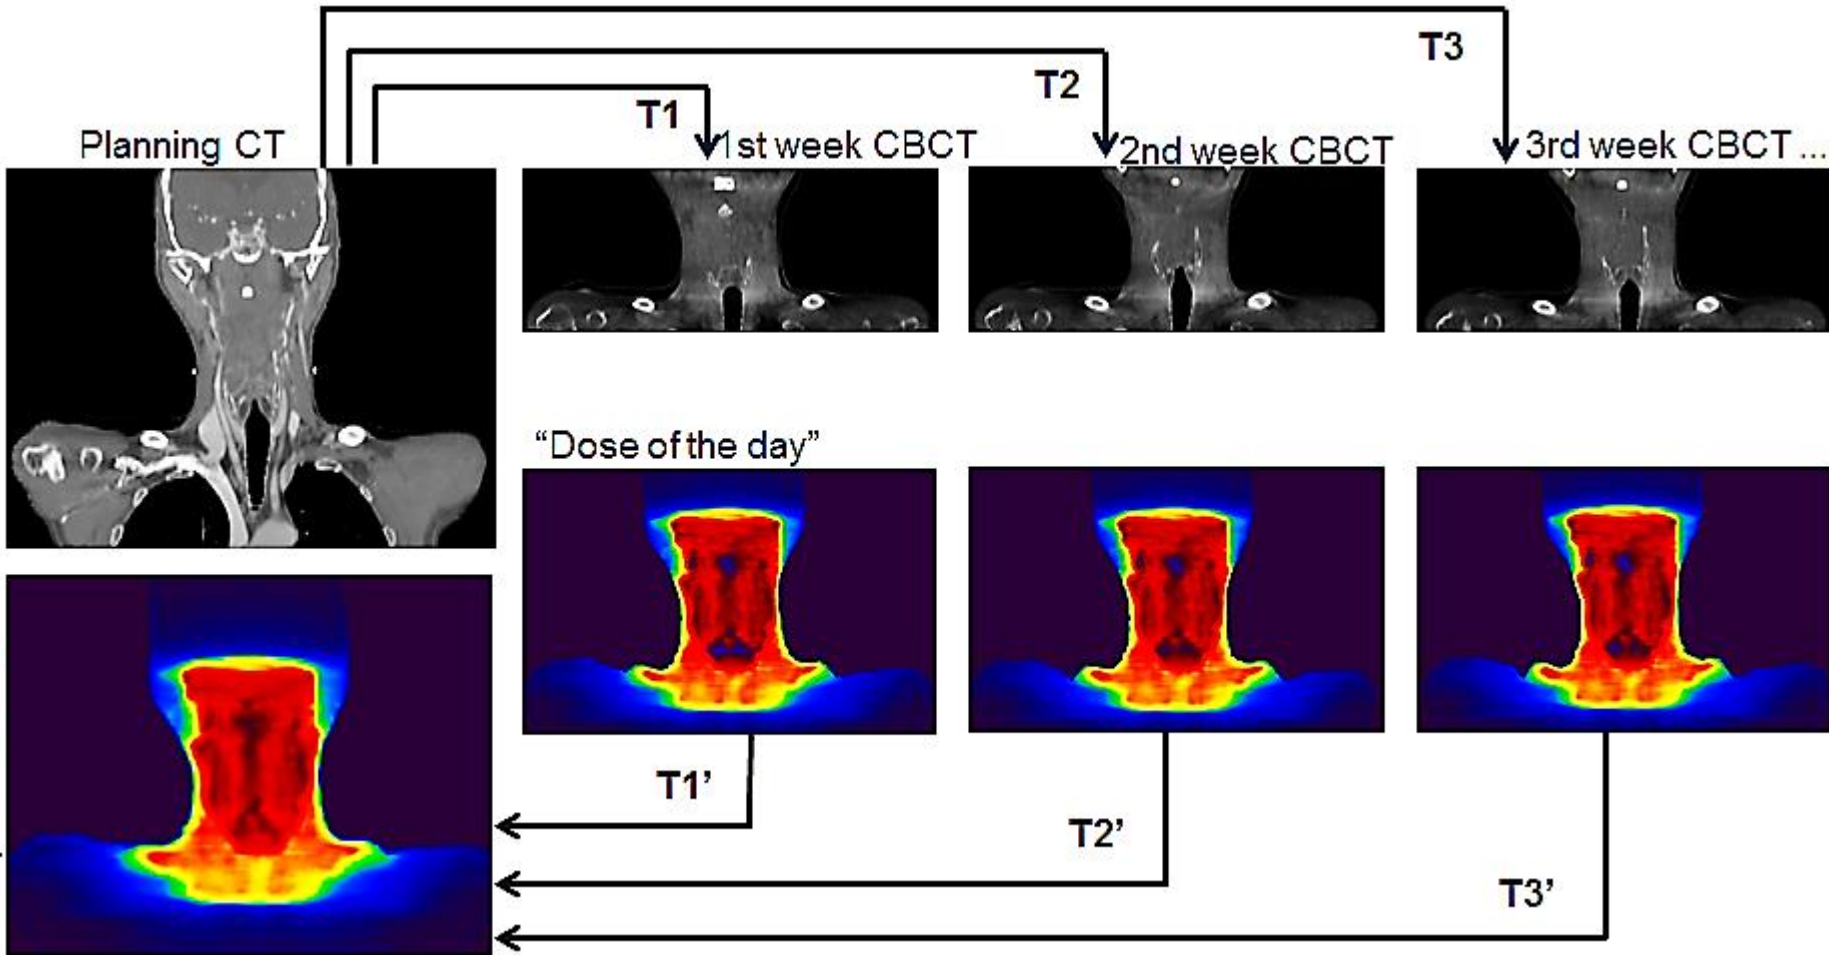 T3
T2
T1
Planning CT
1st week CBCT
2nd week CBCT
3rd week CBCT ...
“Dose of the day”
T1’
T2’
T3’